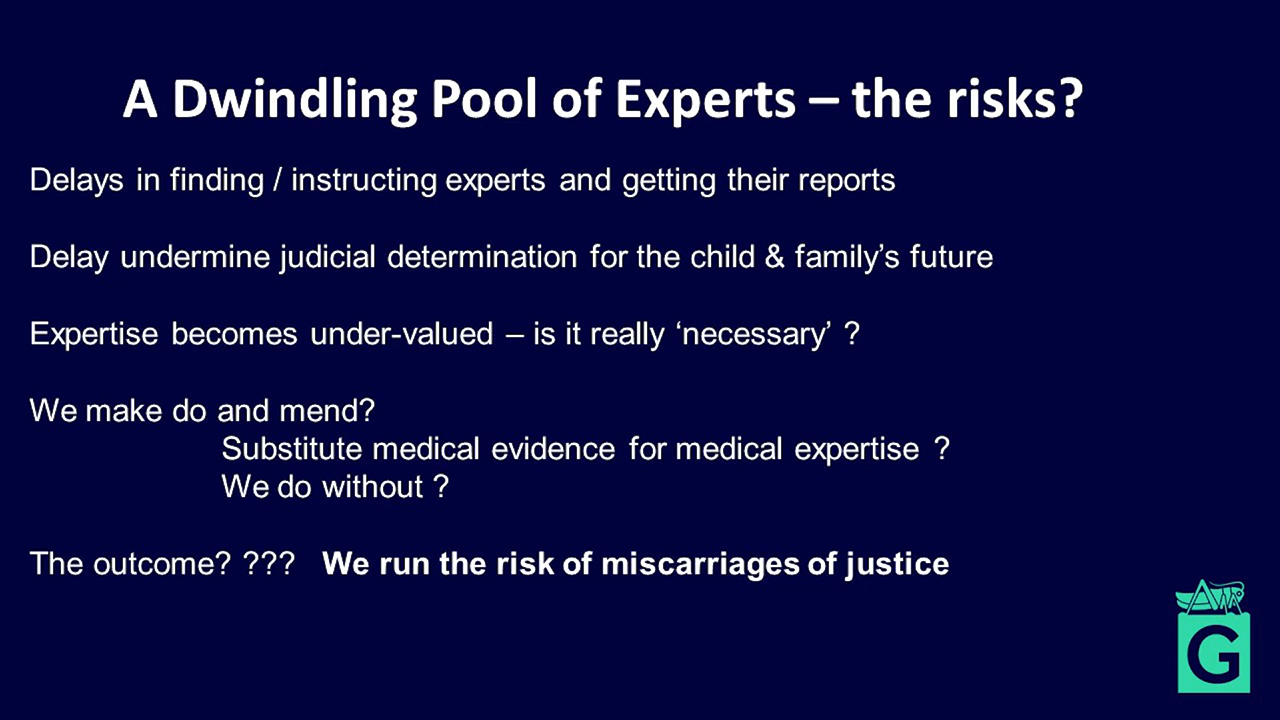 A Dwindling Pool of Experts – the risks?
Delays in finding / instructing experts and getting their reports
Delay undermine judicial determination for the child & family’s future
Expertise becomes under-valued – is it really ‘necessary’ ?
We make do and mend?
Substitute medical evidence for medical expertise ?
We do without ?
The outcome? ??? We run the risk of miscarriages of justice
G